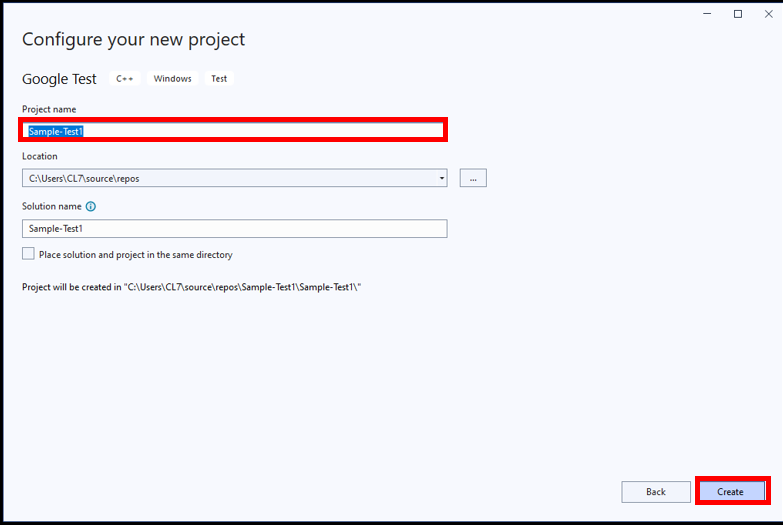 Configure your new project
Google Test C++ Windows Test
Project name
Sample-Test1
Location
C:\Users\CL7\source\repos ...
Solution name
Sample-Test1
Place solution and project in the same directory
Project will be created in "C:\Users\CL7\source\repos\Sample-Test1\Sample-Test1\"
Back Create